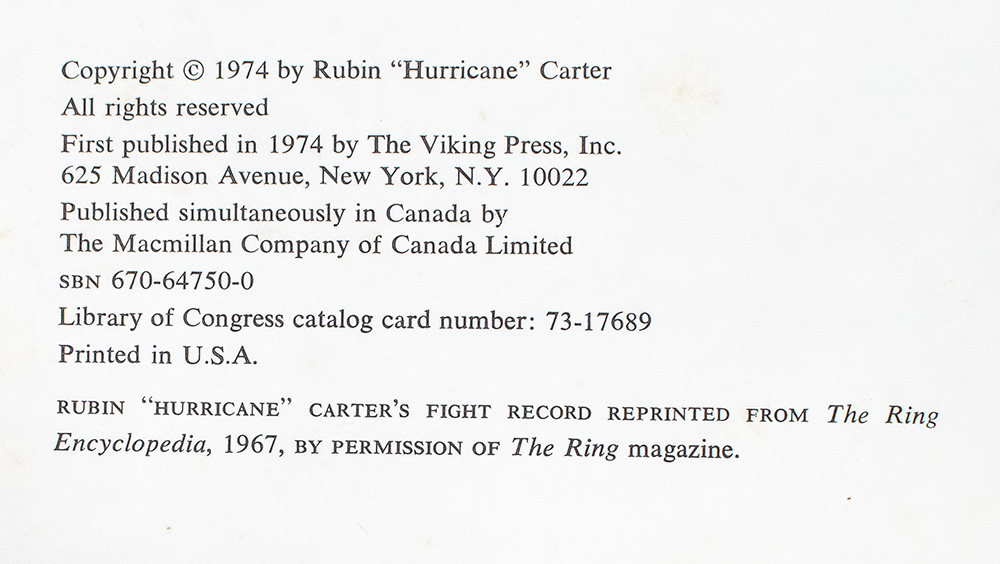 Copyright © 1974 by Rubin “Hurricane” Carter
All rights reserved
First published in 1974 by The Viking Press, Inc.
625 Madison Avenue, New York, N.Y. 10022
Published simultaneously in Canada by
The Macmillan Company of Canada Limited
SBN 670-64750-0
Library of Congress catalog card number: 73-17689
Printed in U.S.A.
RUBIN “HURRICANE” CARTER’S FIGHT RECORD REPRINTED FROM The Ring
Encyclopedia, 1967, BY PERMISSION OF The Ring magazine.